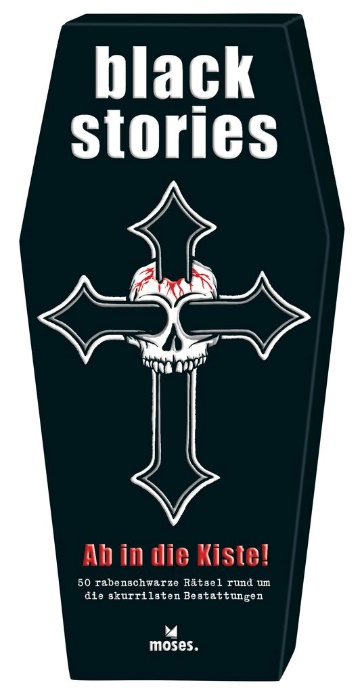 black
stories
Ab in die Kiste!
50 rabenschwarze Rätsel rund um
die skurrilsten Bestattungen
moses.